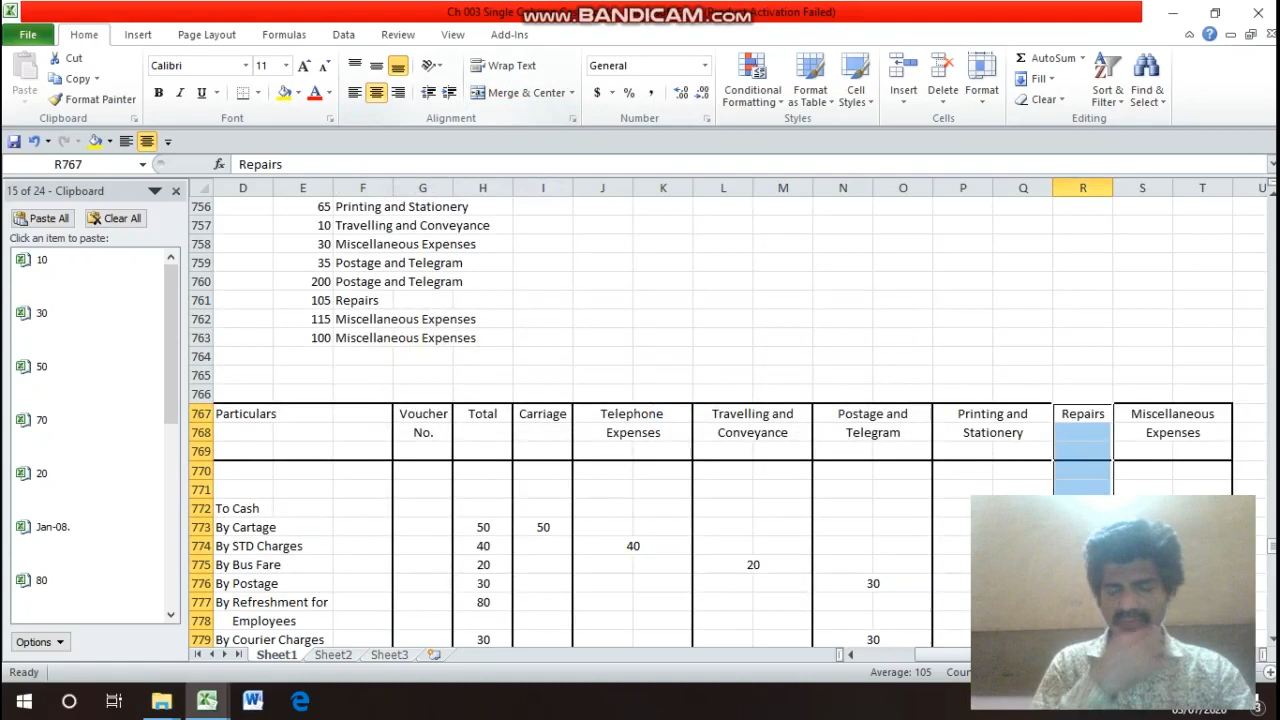 Ch 003 Single Column
Product Activation Failed)
www.BANDICAM.com
File Home Insert Page Layout Formulas Data Review View Add-Ins
Cut
Copy
Format Painter
Paste
Clipboard
Calibri 11
B I U
Font
Wrap Text
Merge & Center
Alignment
General
$ % ,
Number
Conditional Formatting
Format as Table
Cell Styles
Styles
Insert Delete Format
Cells
Σ AutoSum
Fill
Clear
Sort & Filter
Find & Select
Editing
R767 fx Repairs
15 of 24 - Clipboard
Paste All Clear All
Click an item to paste:
10
30
50
70
20
Jan-08.
80
Options
D E F G H I J K L M N O P Q R S T U
756 65 Printing and Stationery
757 10 Travelling and Conveyance
758 30 Miscellaneous Expenses
759 35 Postage and Telegram
760 200 Postage and Telegram
761 105 Repairs
762 115 Miscellaneous Expenses
763 100 Miscellaneous Expenses
764
765
766
767 Particulars Voucher Total Carriage Telephone Travelling and Postage and Printing and Repairs Miscellaneous
768 No. Expenses Conveyance Telegram Stationery Expenses
769
770
771
772 To Cash
773 By Cartage 50 50
774 By STD Charges 40 40
775 By Bus Fare 20 20
776 By Postage 30 30
777 By Refreshment for 80
778 Employees
779 By Courier Charges 30 30
Sheet1 Sheet2 Sheet3
Ready Average: 105